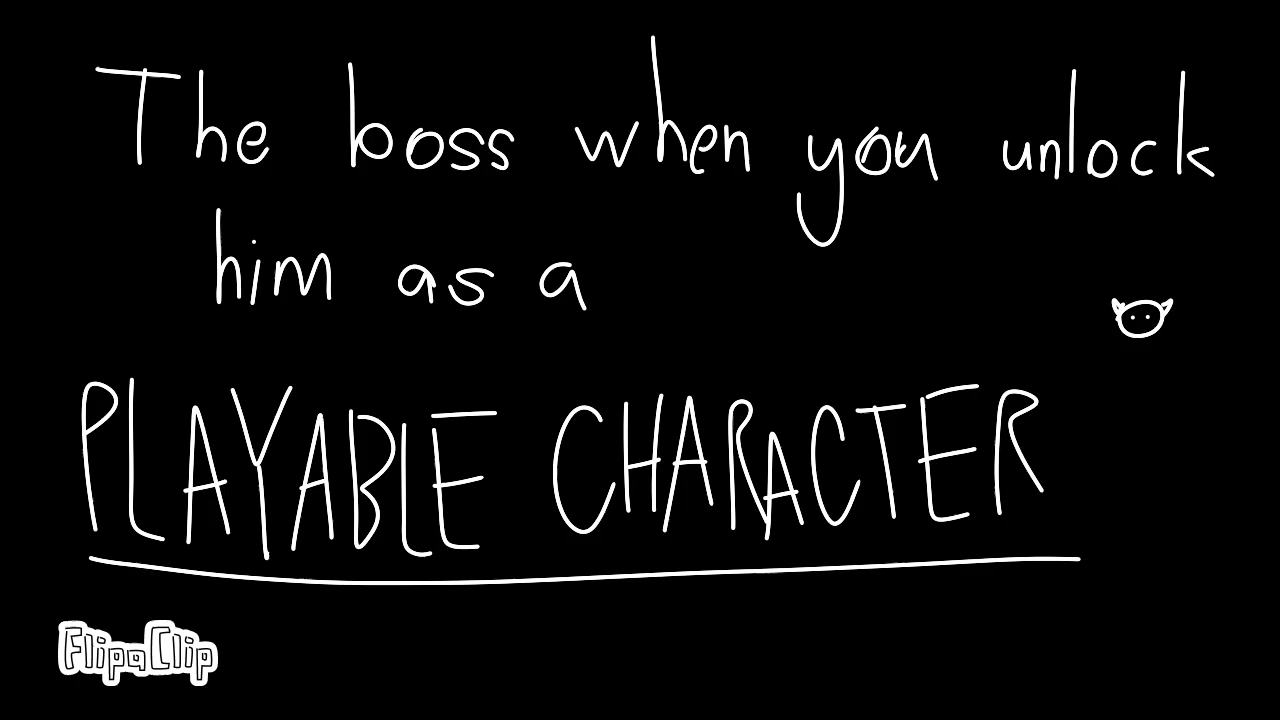 The boss when you unlock
him as a
PLAYABLE CHARACTER
FlipaClip